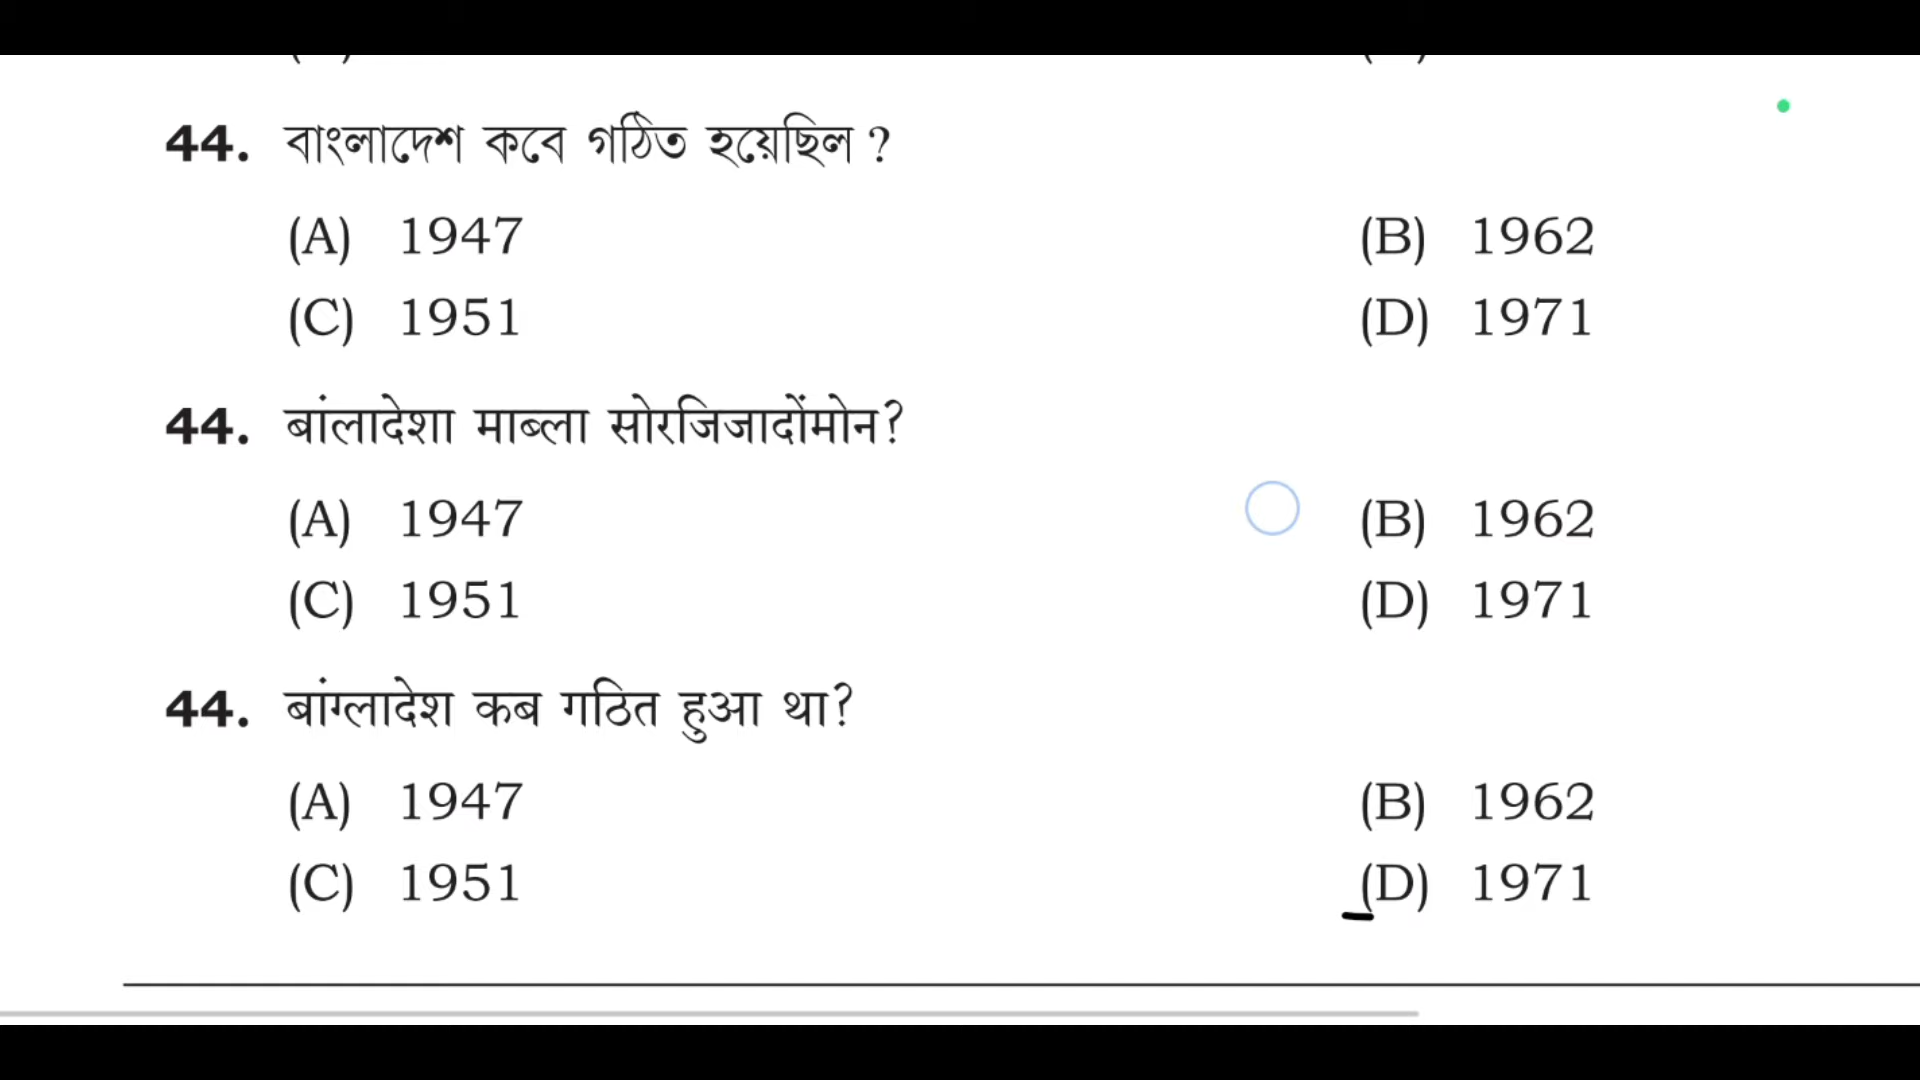 44. বাংলাদেশ কবে গঠিত হয়েছিল ?
(A) 1947 (B) 1962
(C) 1951 (D) 1971
44. बांलादेशा माब्ला सोरजिजादोंमोन?
(A) 1947 (B) 1962
(C) 1951 (D) 1971
44. बांग्लादेश कब गठित हुआ था?
(A) 1947 (B) 1962
(C) 1951 (D) 1971